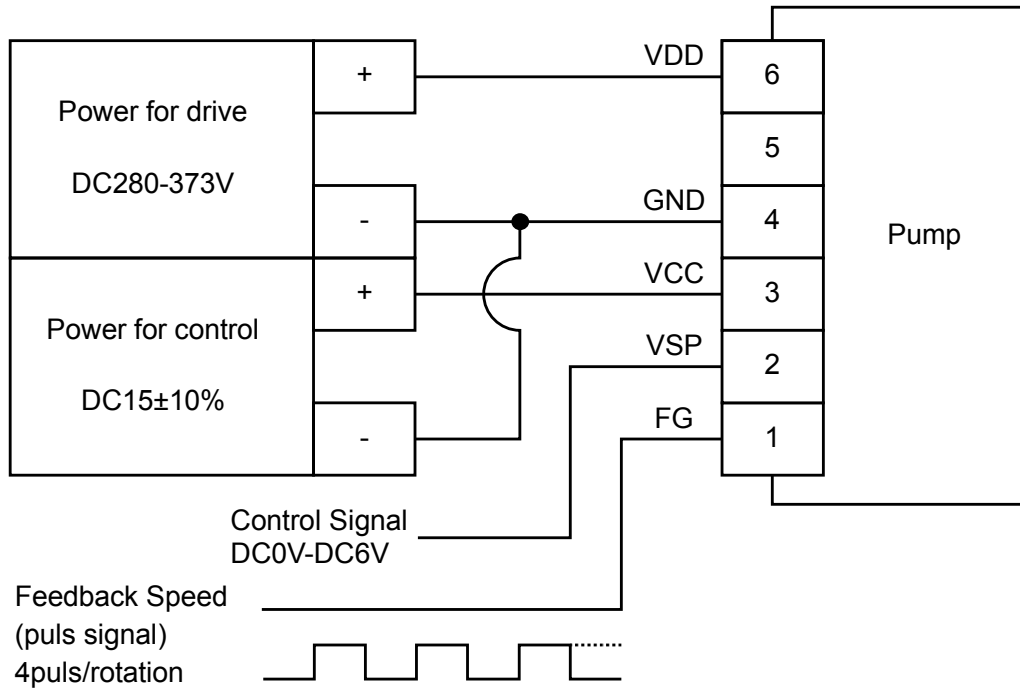 VDD
+
6
Power for drive
5
DC280-373V
GND
-
4
Pump
VCC
+
3
Power for control
VSP
2
DC15±10%
FG
-
1
Control Signal
DC0V-DC6V
Feedback Speed
(puls signal)
4puls/rotation